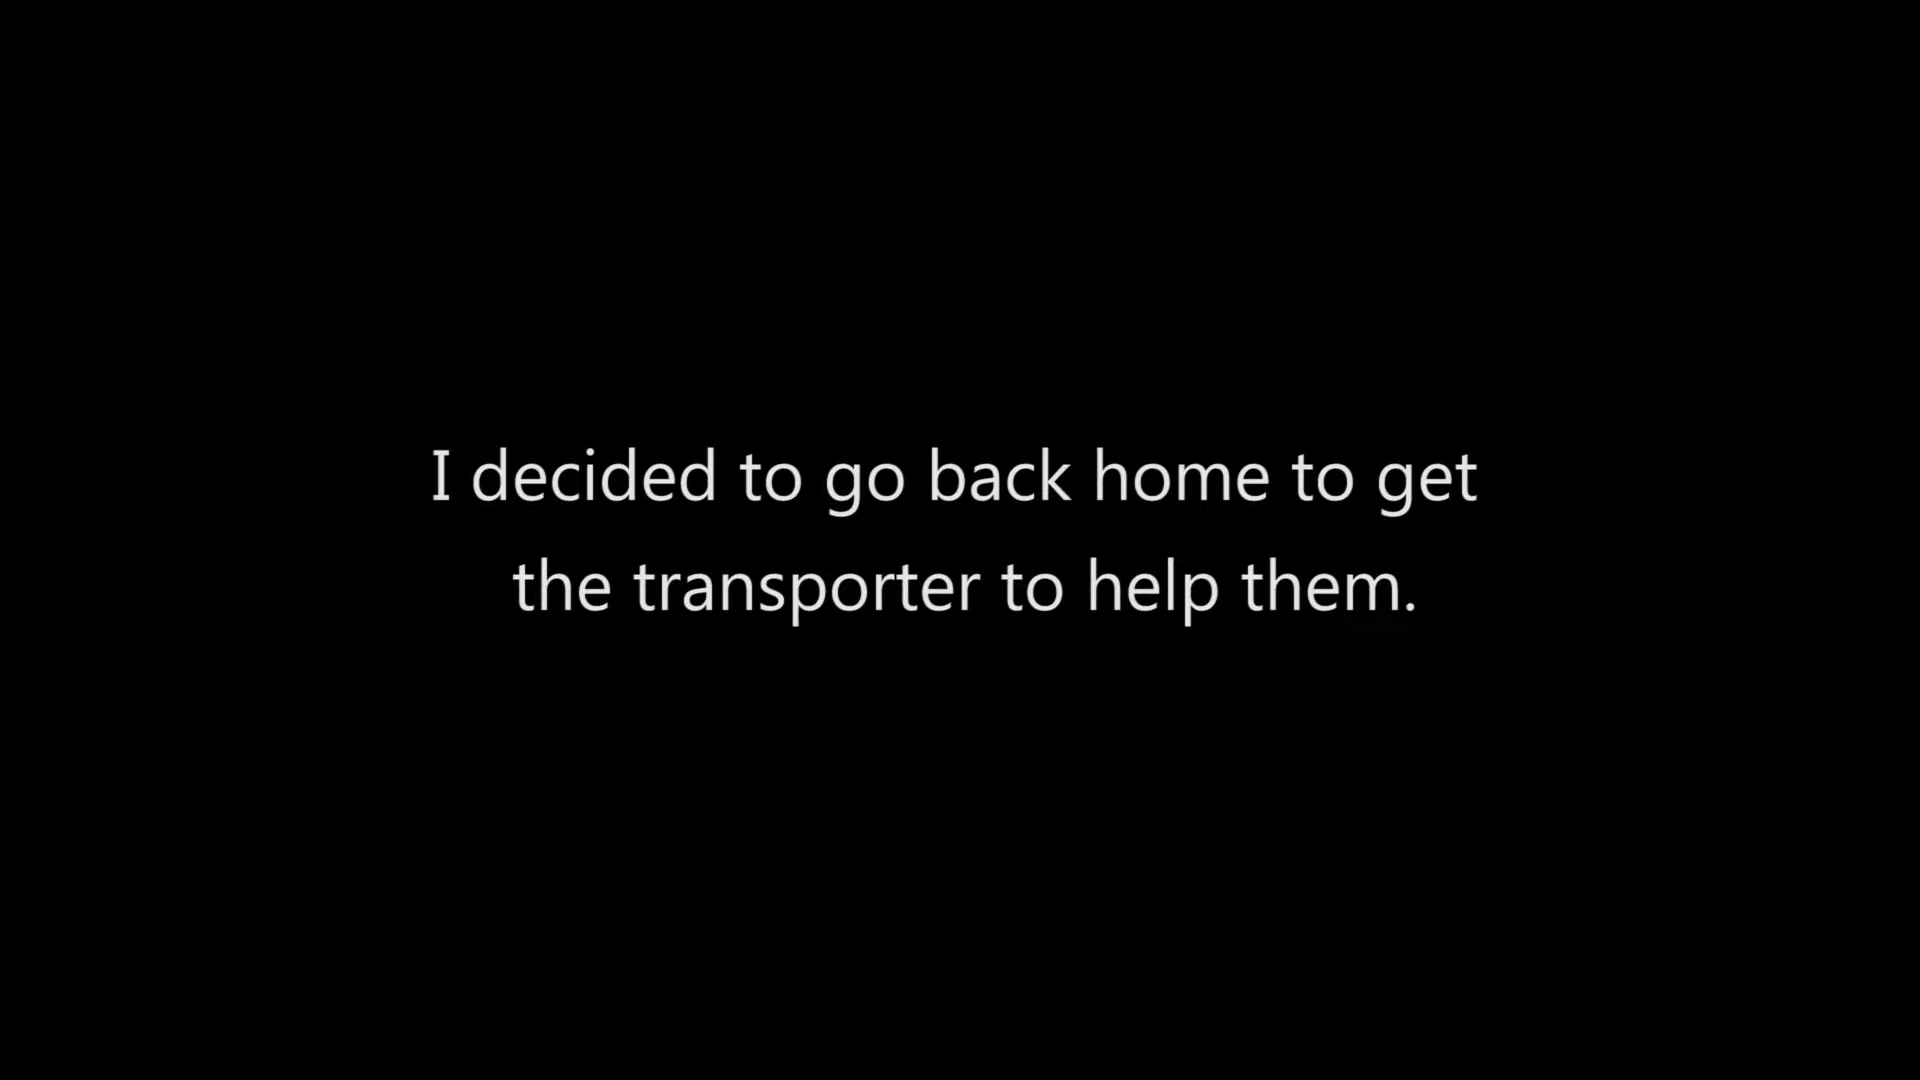 I decided to go back home to get
the transporter to help them.